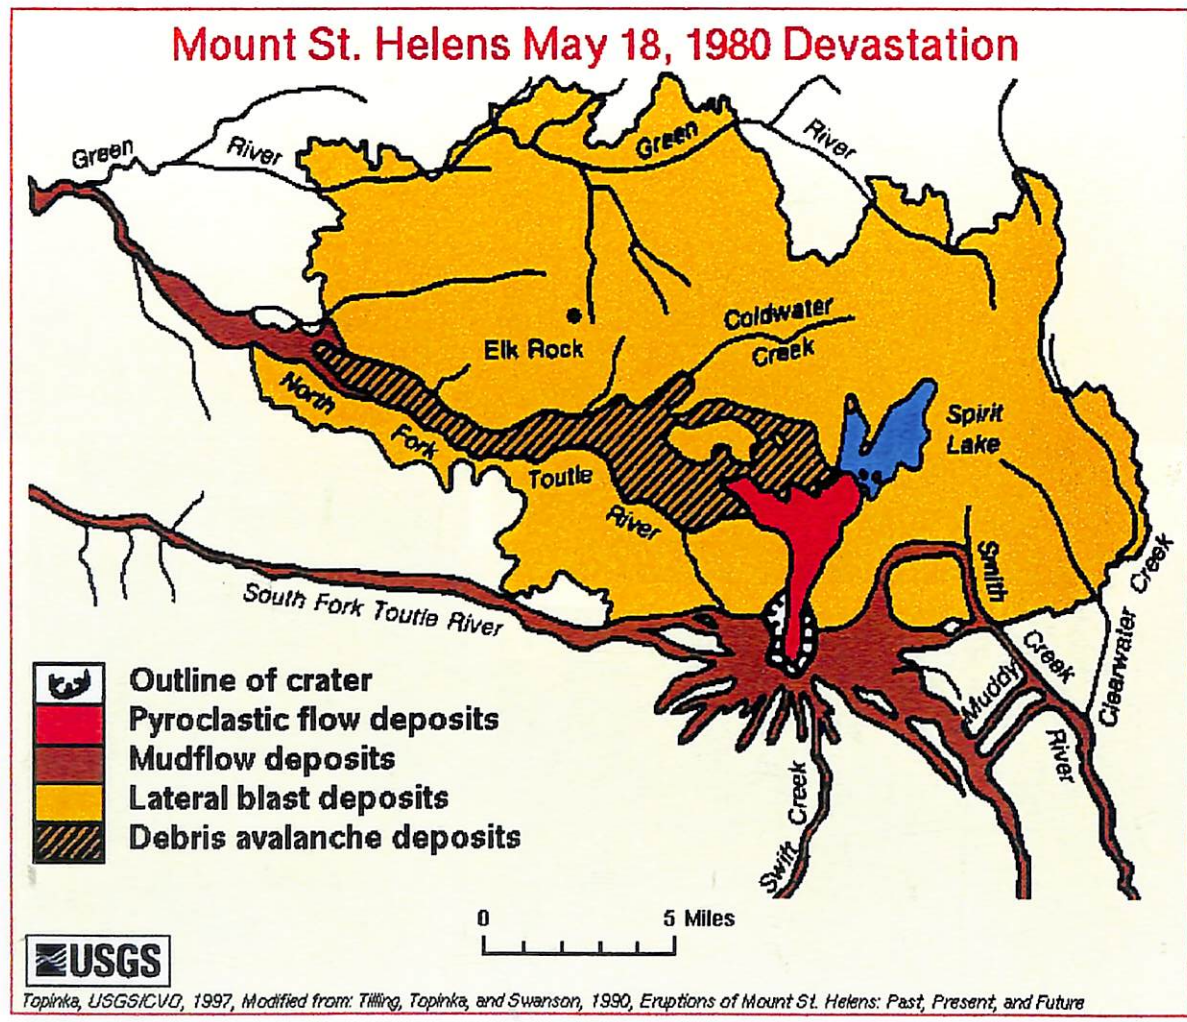 Mount St. Helens May 18, 1980 Devastation
Green
River
Green
River
Coldwater
Creek
Elk Rock
North
Fork
Toutle
River
Spirit
Lake
South Fork Toutle River
Smith
Creek
Muddy
River
Clearwater Creek
Swift Creek
Outline of crater
Pyroclastic flow deposits
Mudflow deposits
Lateral blast deposits
Debris avalanche deposits
0 5 Miles
USGS
Topinka, USGS/CVO, 1997, Modified from: Tilling, Topinka, and Swanson, 1990, Eruptions of Mount St. Helens: Past, Present, and Future